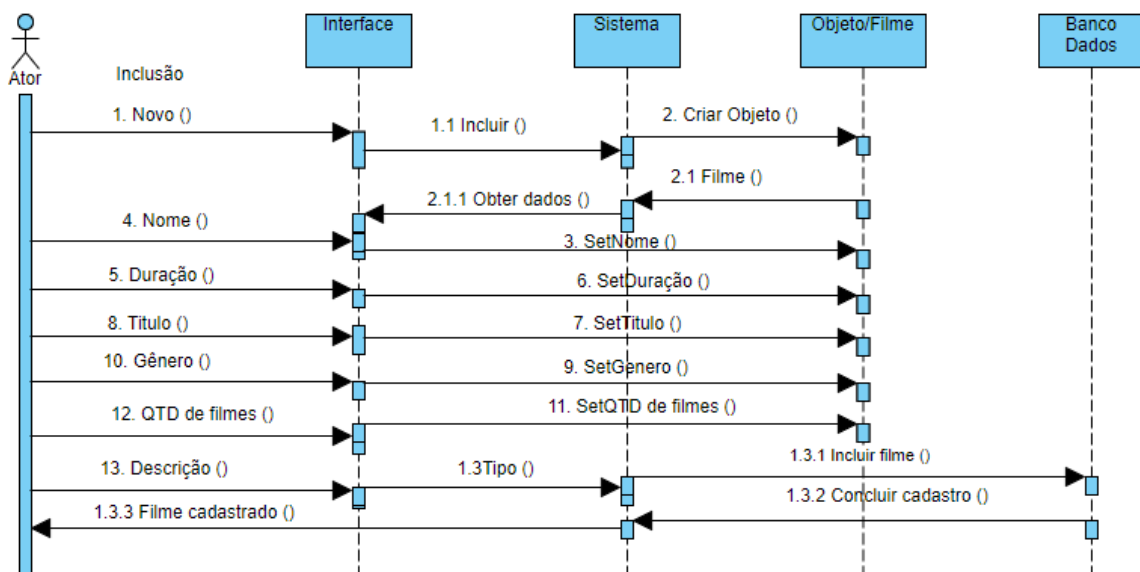 Interface
Sistema
Objeto/Filme
Banco
Dados
Ator
Inclusão
1. Novo ()
1.1 Incluir ()
2. Criar Objeto ()
2.1 Filme ()
2.1.1 Obter dados ()
4. Nome ()
3. SetNome ()
5. Duração ()
6. SetDuração ()
8. Titulo ()
7. SetTitulo ()
10. Gênero ()
9. SetGenero ()
12. QTD de filmes ()
11. SetQTD de filmes ()
13. Descrição ()
1.3Tipo ()
1.3.1 Incluir filme ()
1.3.2 Concluir cadastro ()
1.3.3 Filme cadastrado ()